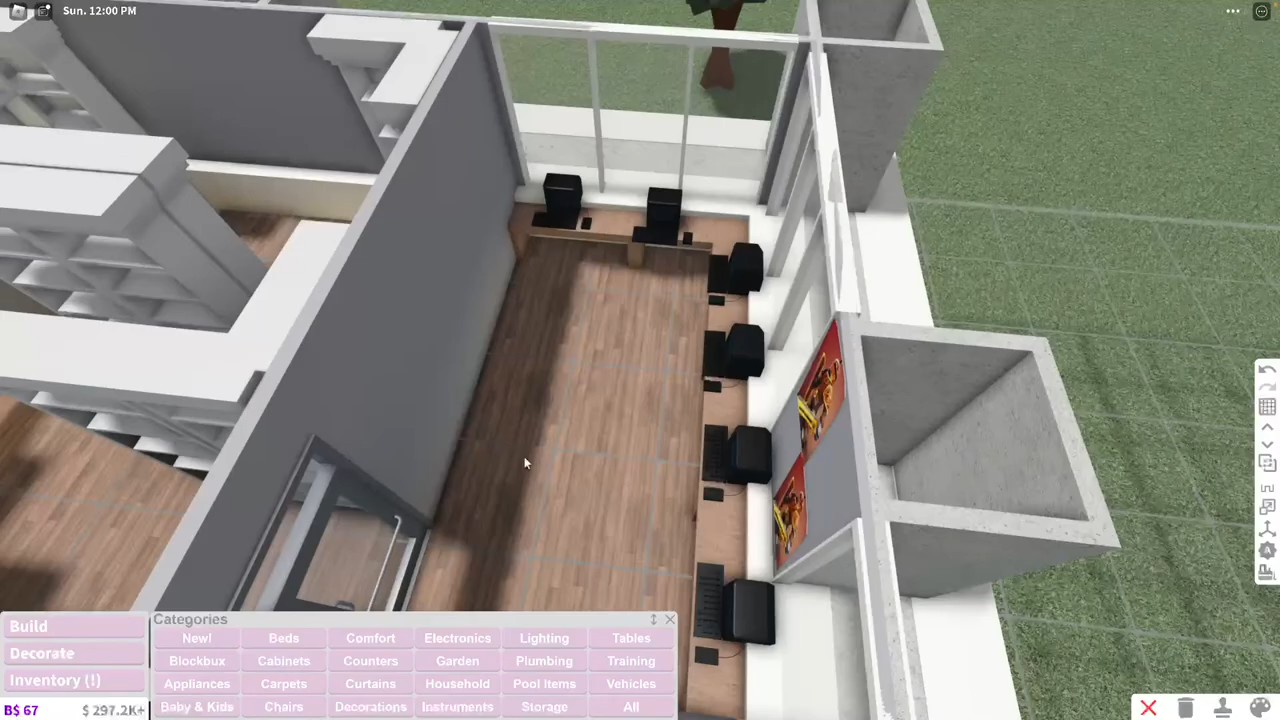 Sun. 12:00 PM
Build
Decorate
Inventory (!)
B$ 67 $ 297.2K+
Categories
New! Beds Comfort Electronics Lighting Tables
Blockbux Cabinets Counters Garden Plumbing Training
Appliances Carpets Curtains Household Pool Items Vehicles
Baby & Kids Chairs Decorations Instruments Storage All